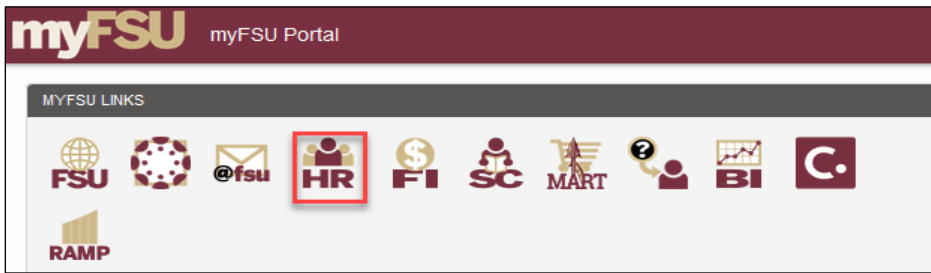 myFSU myFSU Portal
MYFSU LINKS
FSU @fsu HR $ FI SC MART ? BI C.
RAMP